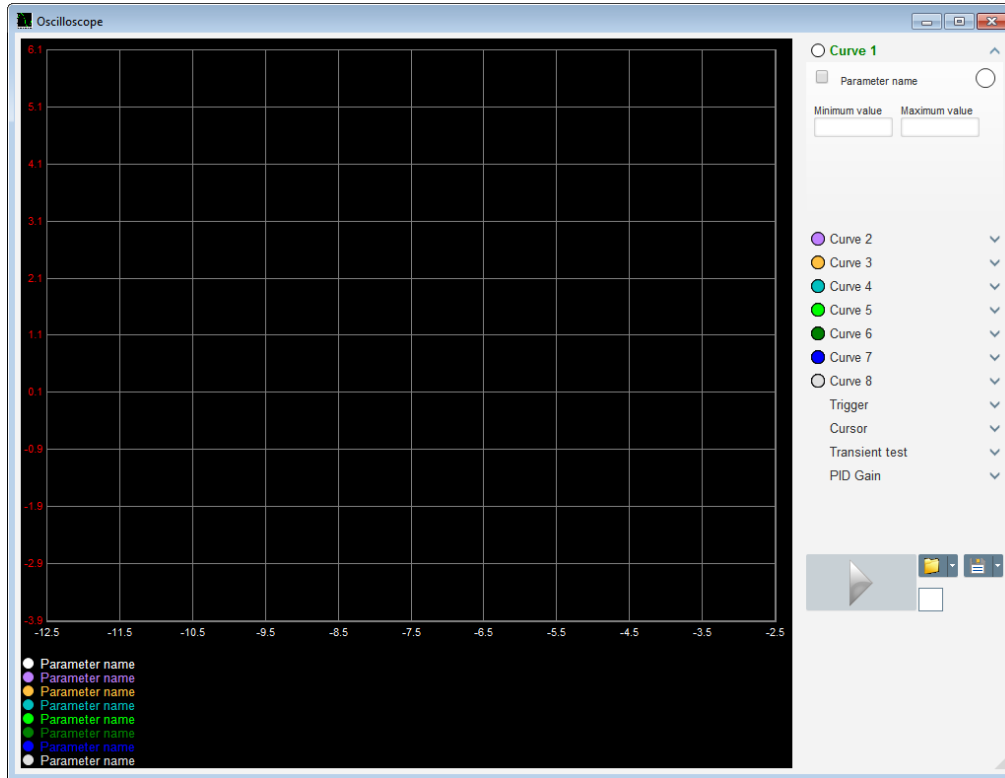 Oscilloscope
6.1
5.1
4.1
3.1
2.1
1.1
0.1
-0.9
-1.9
-2.9
-3.9
-12.5 -11.5 -10.5 -9.5 -8.5 -7.5 -6.5 -5.5 -4.5 -3.5 -2.5
Parameter name
Parameter name
Parameter name
Parameter name
Parameter name
Parameter name
Parameter name
Parameter name
Curve 1
Parameter name
Minimum value Maximum value
Curve 2
Curve 3
Curve 4
Curve 5
Curve 6
Curve 7
Curve 8
Trigger
Cursor
Transient test
PID Gain